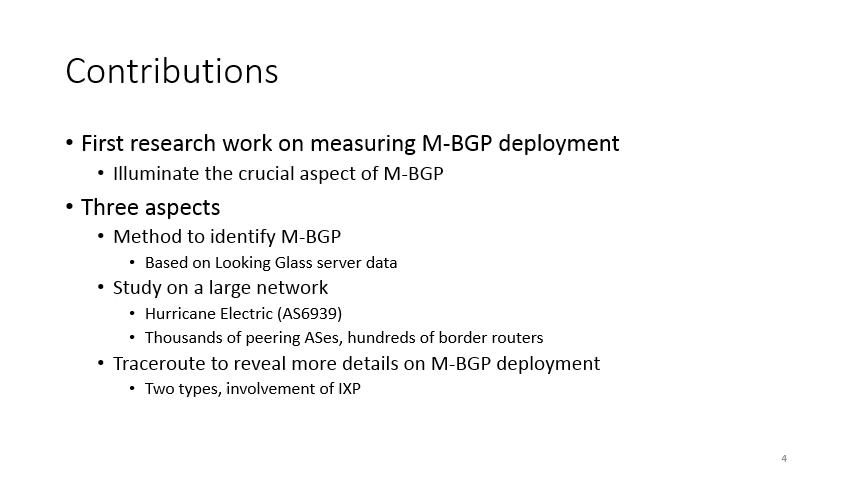 Contributions
• First research work on measuring M-BGP deployment
• Illuminate the crucial aspect of M-BGP
• Three aspects
• Method to identify M-BGP
• Based on Looking Glass server data
• Study on a large network
• Hurricane Electric (AS6939)
• Thousands of peering ASes, hundreds of border routers
• Traceroute to reveal more details on M-BGP deployment
• Two types, involvement of IXP
4